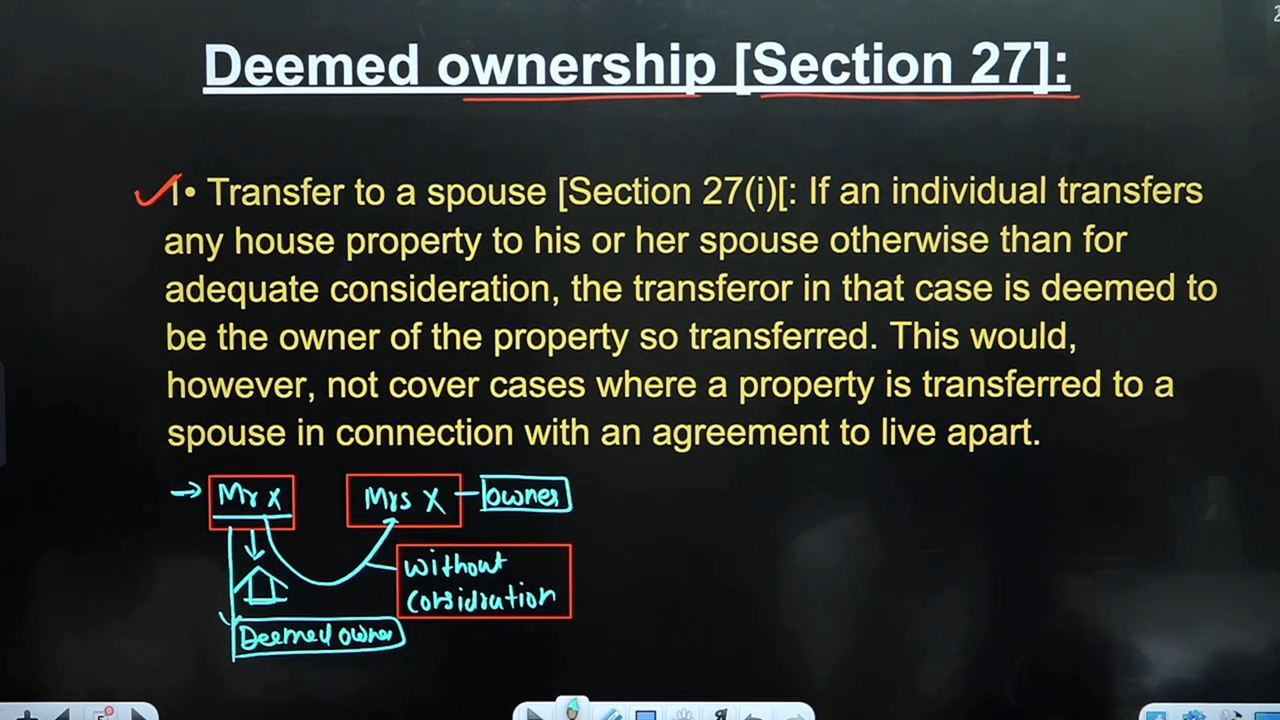 Deemed ownership [Section 27]:
1• Transfer to a spouse [Section 27(i)[: If an individual transfers
any house property to his or her spouse otherwise than for
adequate consideration, the transferor in that case is deemed to
be the owner of the property so transferred. This would,
however, not cover cases where a property is transferred to a
spouse in connection with an agreement to live apart.
Mr X
Mrs X
owner
without
considration
Deemed owner